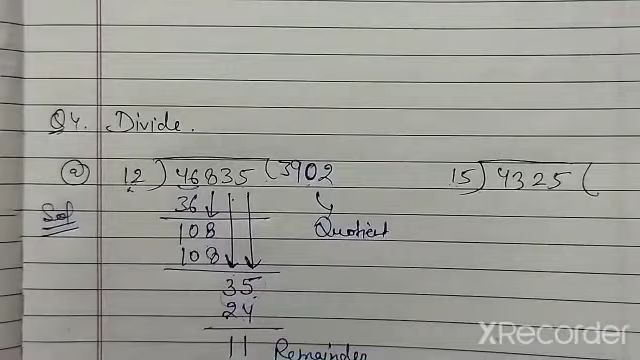 Q4. Divide.
a) 12)46835(3902 15)4325(
Sol 36
108 Quotient
108
35
24
11 Remainder
XRecorder